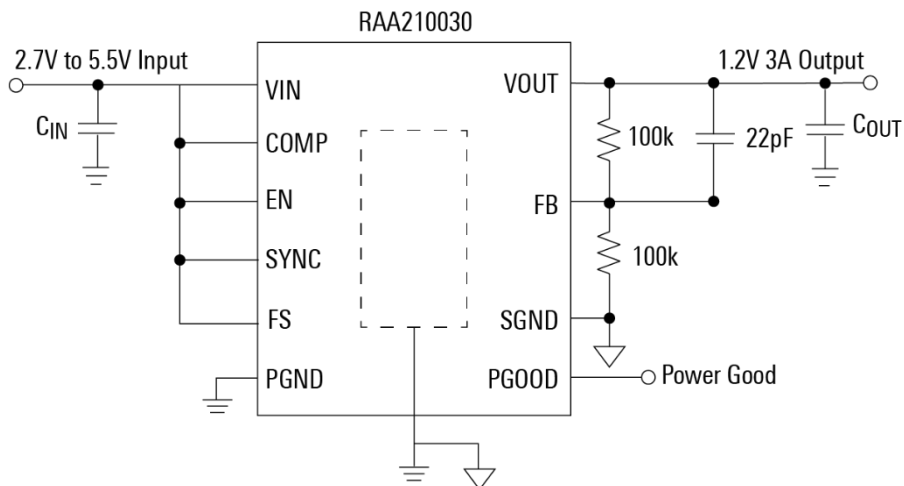 RAA210030
2.7V to 5.5V Input
1.2V 3A Output
VIN
VOUT
CIN
COMP
100k
22pF
COUT
EN
FB
SYNC
100k
FS
SGND
PGND
PGOOD
Power Good